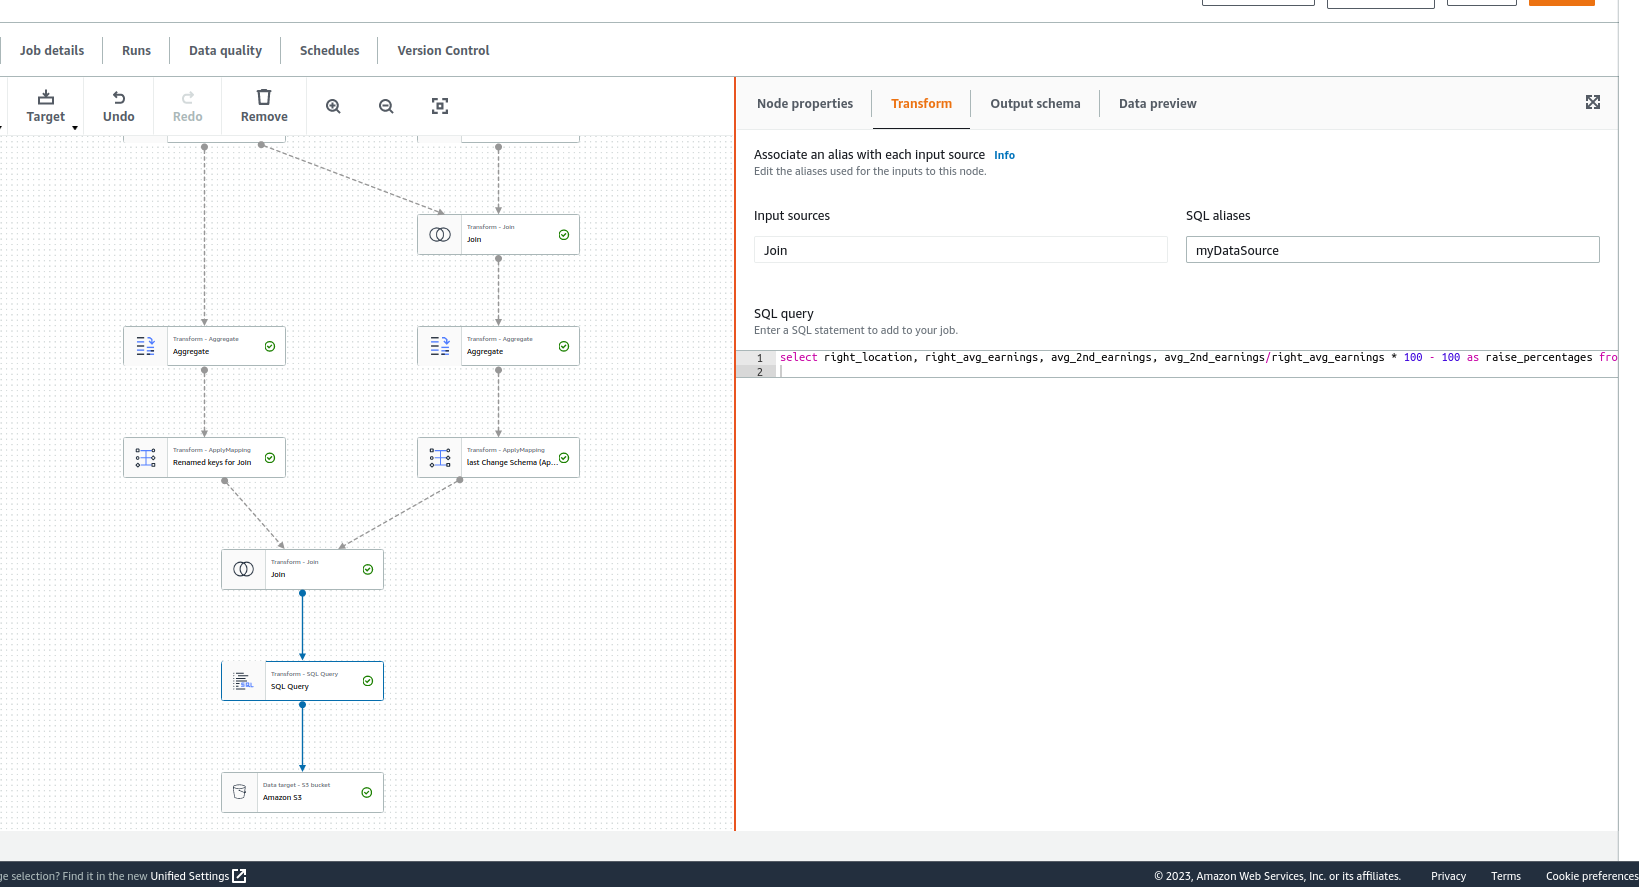 Job details Runs Data quality Schedules Version Control
Target Undo Redo Remove
Node properties Transform Output schema Data preview
Associate an alias with each input source Info
Edit the aliases used for the inputs to this node.
Input sources SQL aliases
Join myDataSource
SQL query
Enter a SQL statement to add to your job.
1 select right_location, right_avg_earnings, avg_2nd_earnings, avg_2nd_earnings/right_avg_earnings * 100 - 100 as raise_percentages fro
2
Transform - Join
Join
Transform - Aggregate
Aggregate
Transform - Aggregate
Aggregate
Transform - ApplyMapping
Renamed keys for Join
Transform - ApplyMapping
last Change Schema (Ap...
Transform - Join
Join
Transform - SQL Query
SQL Query
Data target - S3 bucket
Amazon S3
ge selection? Find it in the new Unified Settings
© 2023, Amazon Web Services, Inc. or its affiliates. Privacy Terms Cookie preferences